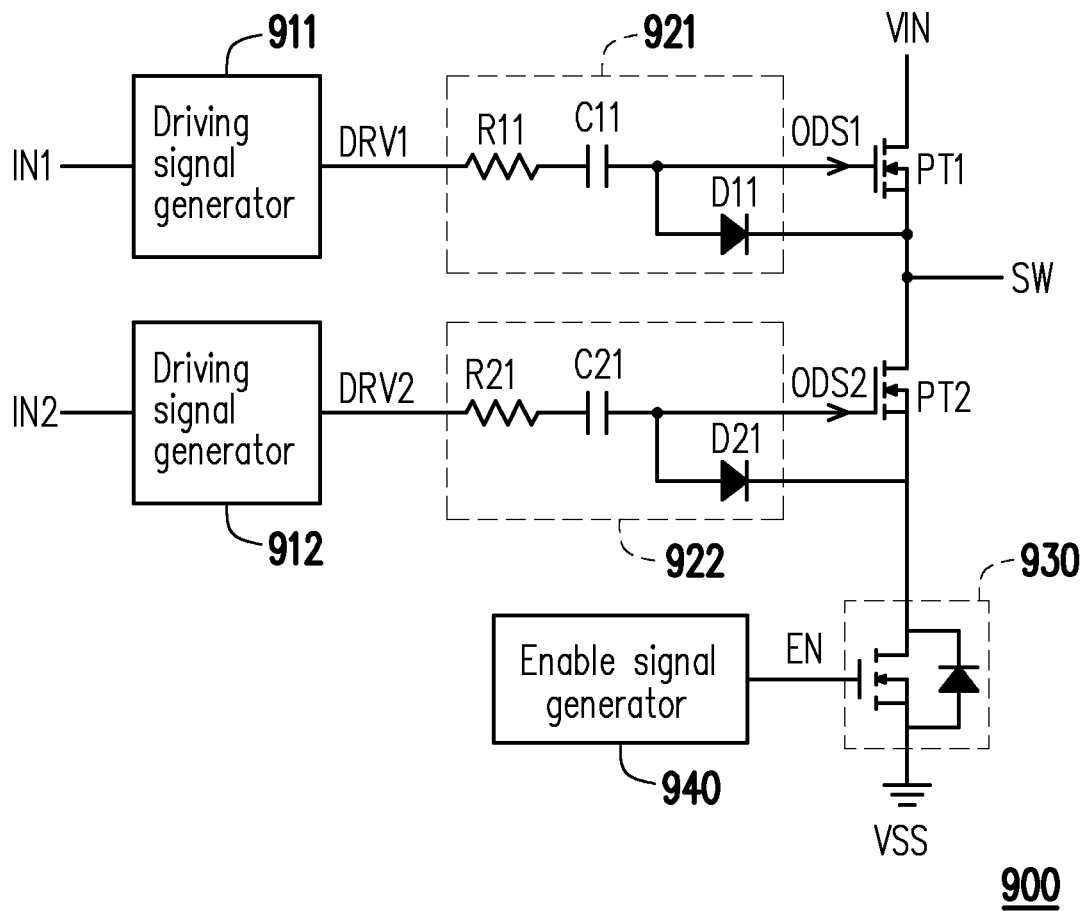 911
921
VIN
Driving
signal
generator
IN1
DRV1
R11
C11
ODS1
PT1
D11
SW
Driving
signal
generator
IN2
DRV2
R21
C21
ODS2
PT2
D21
912
922
930
Enable signal
generator
EN
940
VSS
900